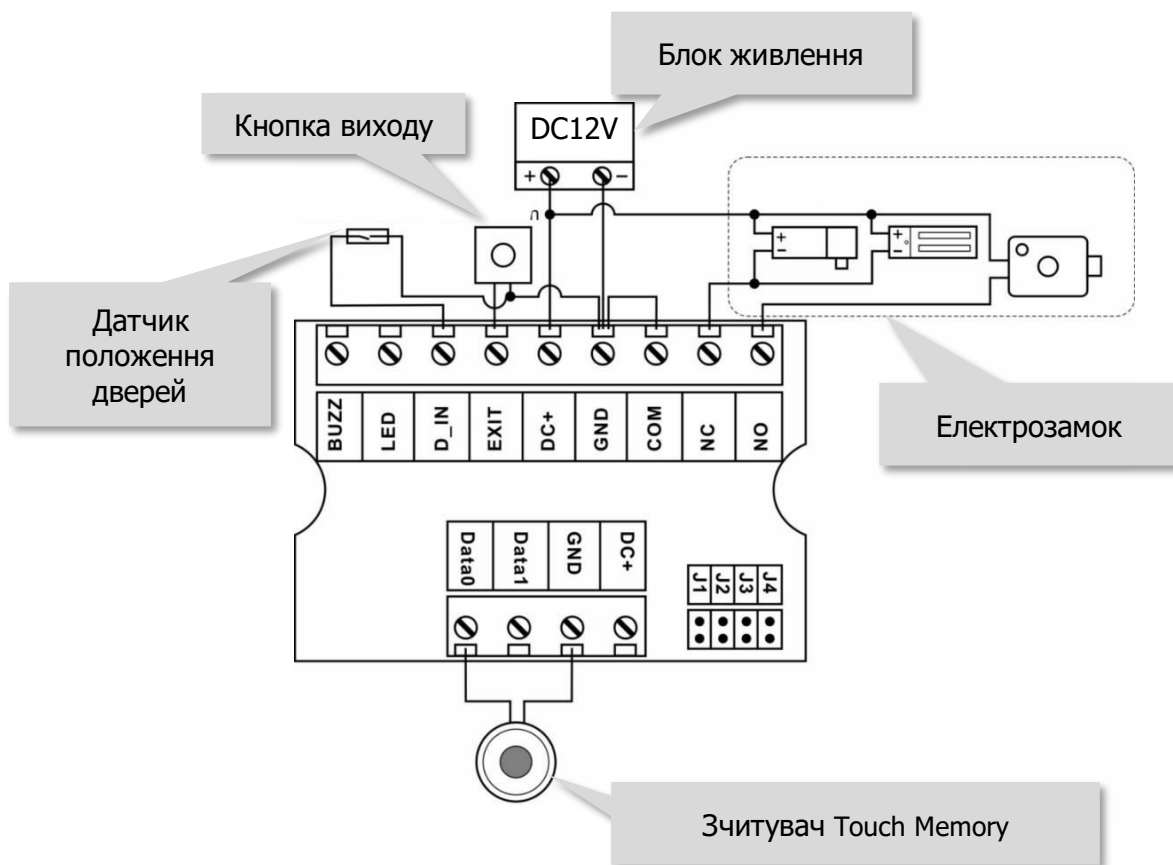 Блок живлення
Кнопка виходу
DC12V
+ −
+
−
+
−
Датчик
положення
дверей
Електрозамок
BUZZ
LED
D_IN
EXIT
DC+
GND
COM
NC
NO
Data0
Data1
GND
DC+
J1
J2
J3
J4
Зчитувач Touch Memory